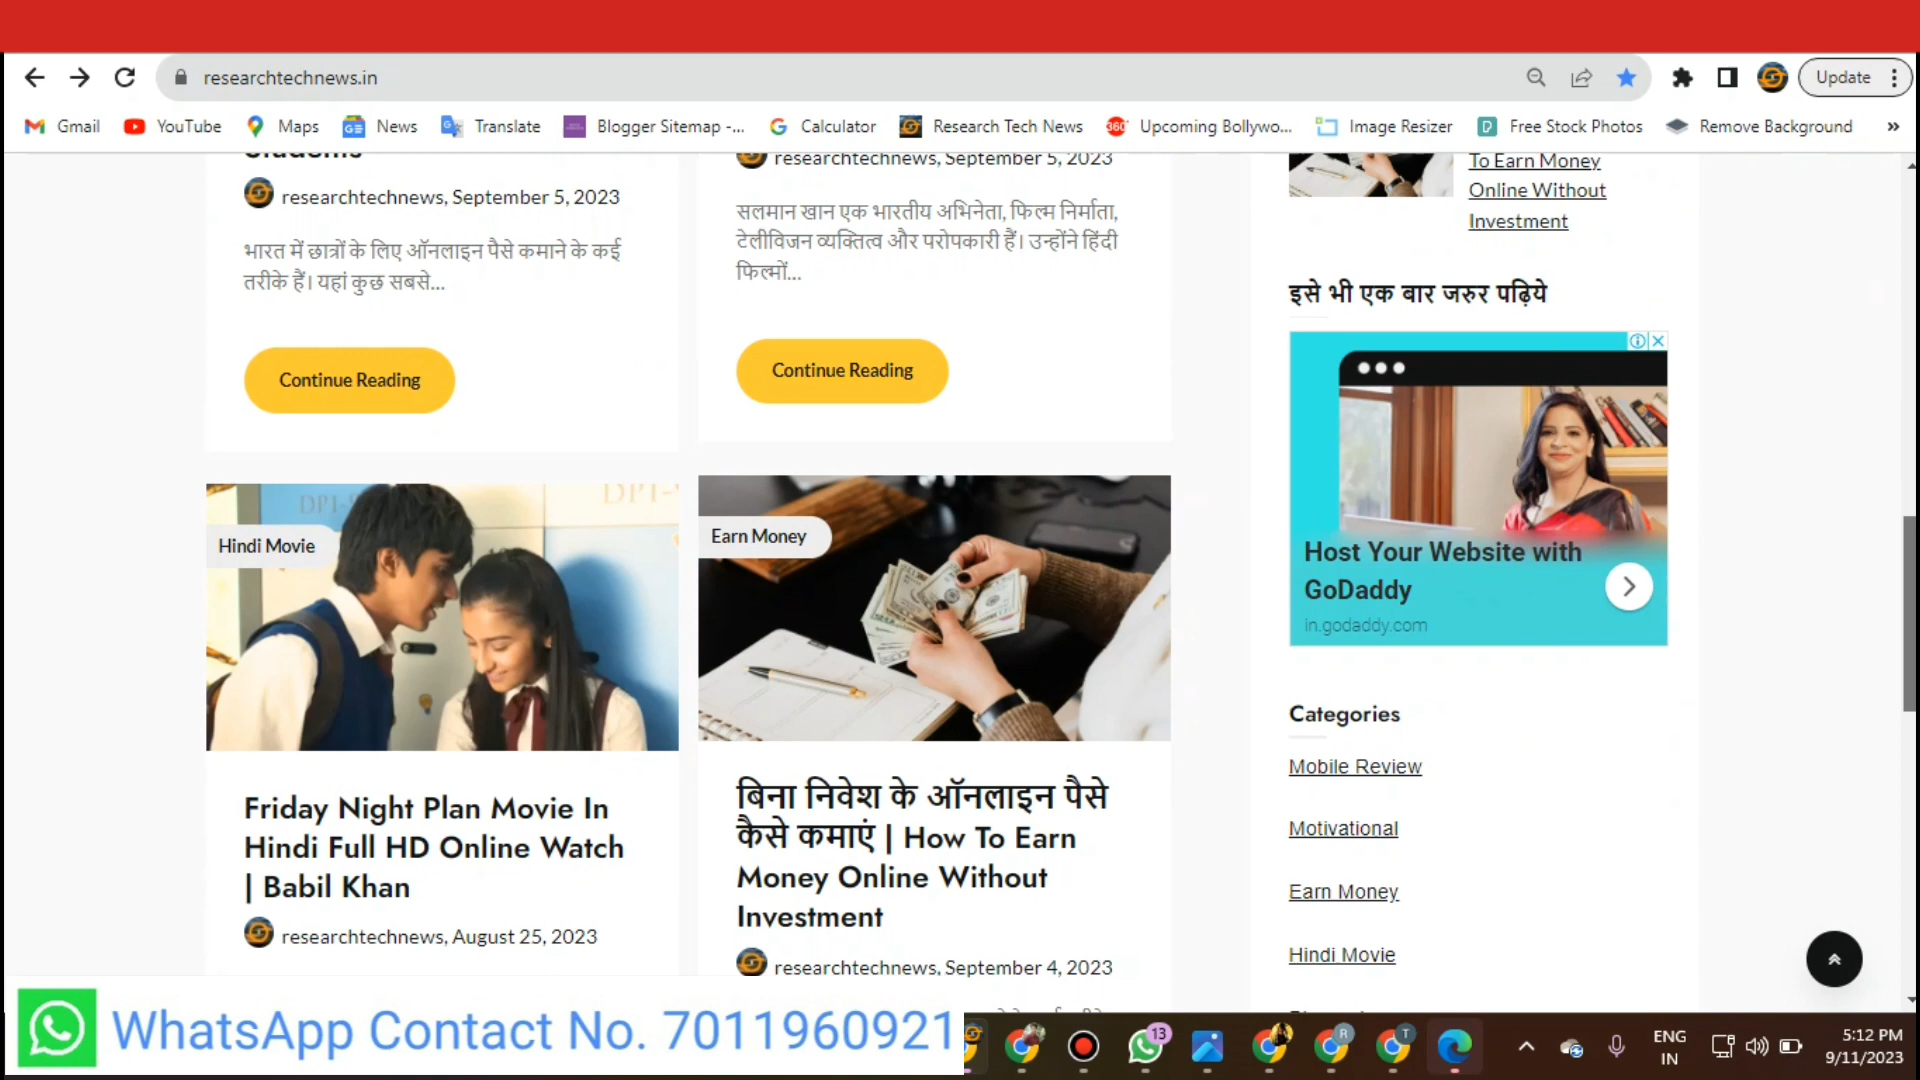 researchtechnews.in
Update
Gmail
YouTube
Maps
News
Translate
Blogger Sitemap -...
Calculator
Research Tech News
Upcoming Bollywo...
Image Resizer
Free Stock Photos
Remove Background
»
Students
researchtechnews, September 5, 2023
भारत में छात्रों के लिए ऑनलाइन पैसे कमाने के कई
तरीके हैं। यहां कुछ सबसे...
Continue Reading
researchtechnews, September 5, 2023
सलमान खान एक भारतीय अभिनेता, फिल्म निर्माता,
टेलीविजन व्यक्तित्व और परोपकारी हैं। उन्होंने हिंदी
फिल्मों...
Continue Reading
Hindi Movie
Friday Night Plan Movie In
Hindi Full HD Online Watch
| Babil Khan
researchtechnews, August 25, 2023
Earn Money
बिना निवेश के ऑनलाइन पैसे
कैसे कमाएं | How To Earn
Money Online Without
Investment
researchtechnews, September 4, 2023
To Earn Money
Online Without
Investment
इसे भी एक बार जरुर पढ़िये
Host Your Website with
GoDaddy
in.godaddy.com
Categories
Mobile Review
Motivational
Earn Money
Hindi Movie
WhatsApp Contact No. 7011960921
13
R
T
ENG
IN
5:12 PM
9/11/2023